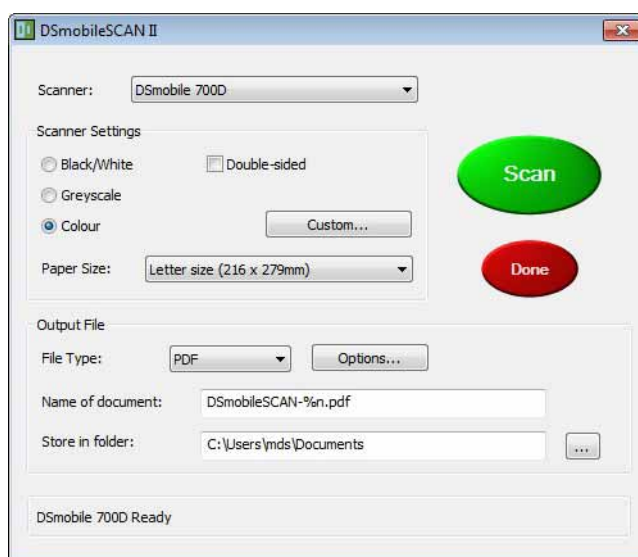 DSmobileSCAN II
Scanner: DSmobile 700D
Scanner Settings
Black/White Double-sided
Scan
Greyscale
Colour Custom...
Paper Size: Letter size (216 x 279mm)
Done
Output File
File Type: PDF Options...
Name of document: DSmobileSCAN-%n.pdf
Store in folder: C:\Users\mds\Documents ...
DSmobile 700D Ready